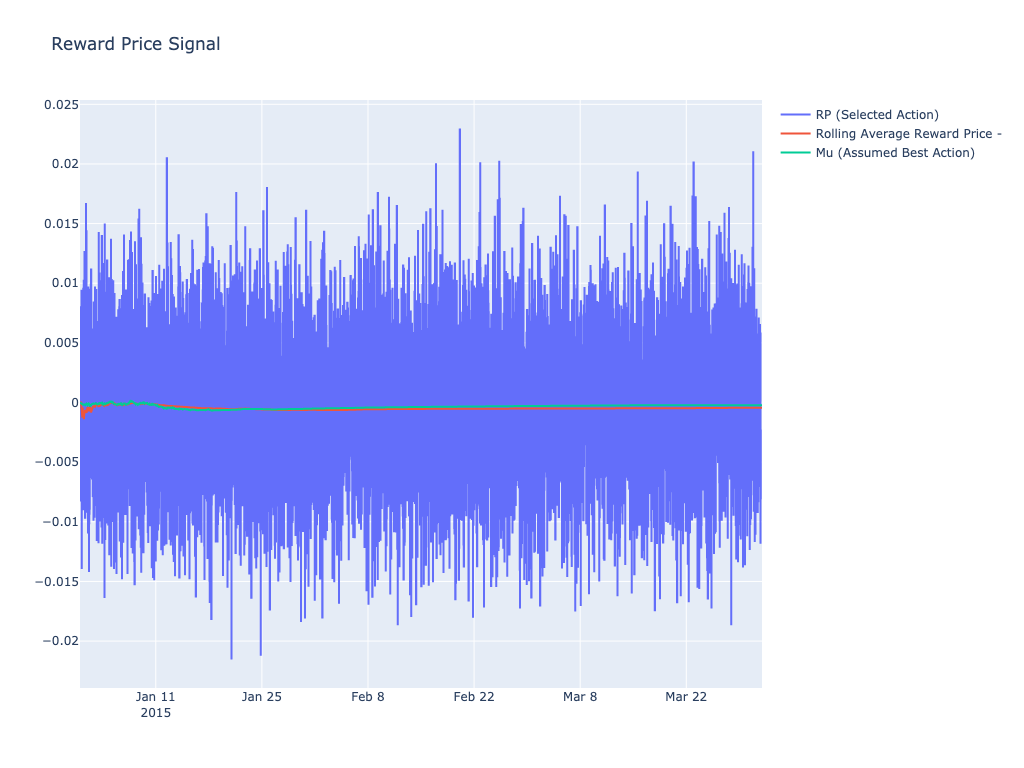 Reward Price Signal
RP (Selected Action)
Rolling Average Reward Price -
Mu (Assumed Best Action)
0.025
0.02
0.015
0.01
0.005
0
−0.005
−0.01
−0.015
−0.02
Jan 11
2015
Jan 25
Feb 8
Feb 22
Mar 8
Mar 22